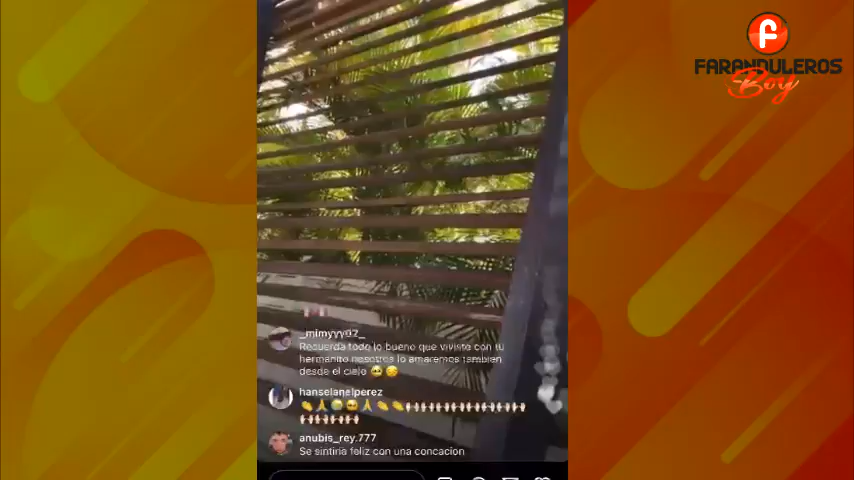 FARANDULEROS
Boy
_mimyyy02_
Recuerda todo lo bueno que viviste con tu
hermanito nosotros lo amaremos tambien
desde el cielo 🥹😔
hanselanelperez
anubis_rey.777
Se sintiria feliz con una concacion